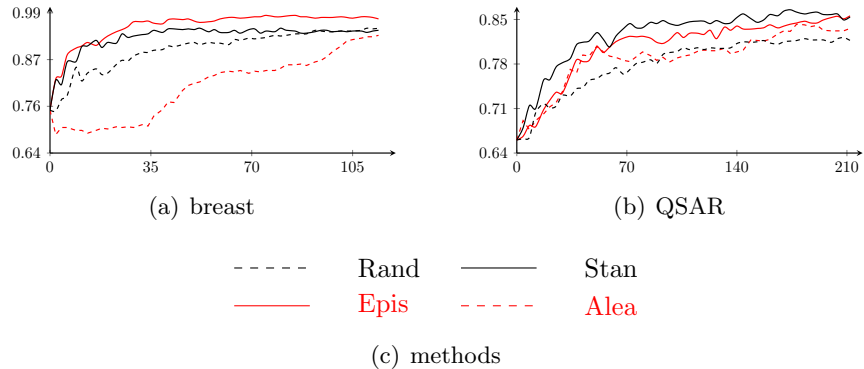 0.99
0.87
0.76
0.64
0 35 70 105
(a) breast
0.85
0.78
0.71
0.64
0 70 140 210
(b) QSAR
Rand Stan
Epis Alea
(c) methods